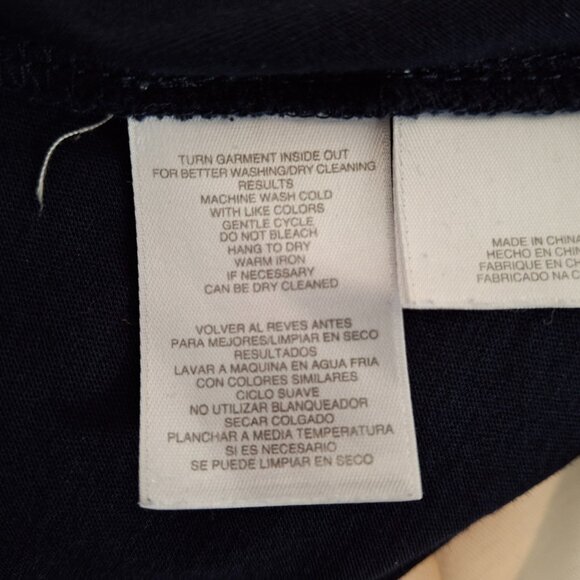 TURN GARMENT INSIDE OUT
FOR BETTER WASHING/DRY CLEANING
RESULTS
MACHINE WASH COLD
WITH LIKE COLORS
GENTLE CYCLE
DO NOT BLEACH
HANG TO DRY
WARM IRON
IF NECESSARY
CAN BE DRY CLEANED
VOLVER AL REVES ANTES
PARA MEJORES/LIMPIAR EN SECO
RESULTADOS
LAVAR A MAQUINA EN AGUA FRIA
CON COLORES SIMILARES
CICLO SUAVE
NO UTILIZAR BLANQUEADOR
SECAR COLGADO
PLANCHAR A MEDIA TEMPERATURA
SI ES NECESARIO
SE PUEDE LIMPIAR EN SECO
MADE IN CHINA
HECHO EN CHIN
FABRIQUE EN CH
FABRICADO NA C